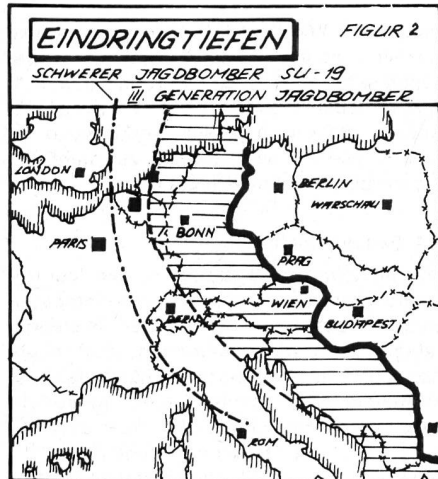 EINDRINGTIEFEN
FIGUR 2
SCHWERER JAGDBOMBER SU-19
III. GENERATION JAGDBOMBER
LONDON
BERLIN
WARSCHAU
BONN
PARIS
PRAG
WIEN
BERN
BUDAPEST
ROM